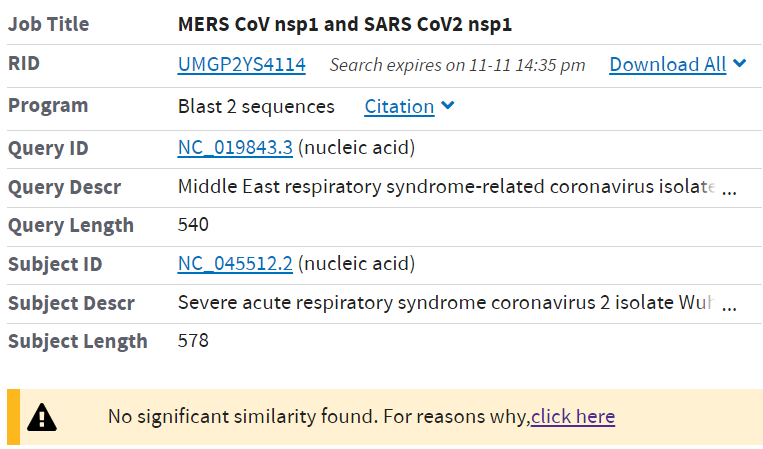 Job Title MERS CoV nsp1 and SARS CoV2 nsp1
RID UMGP2YS4114 Search expires on 11-11 14:35 pm Download All
Program Blast 2 sequences Citation
Query ID NC_019843.3 (nucleic acid)
Query Descr Middle East respiratory syndrome-related coronavirus isolate ...
Query Length 540
Subject ID NC_045512.2 (nucleic acid)
Subject Descr Severe acute respiratory syndrome coronavirus 2 isolate Wuh ...
Subject Length 578
No significant similarity found. For reasons why,click here